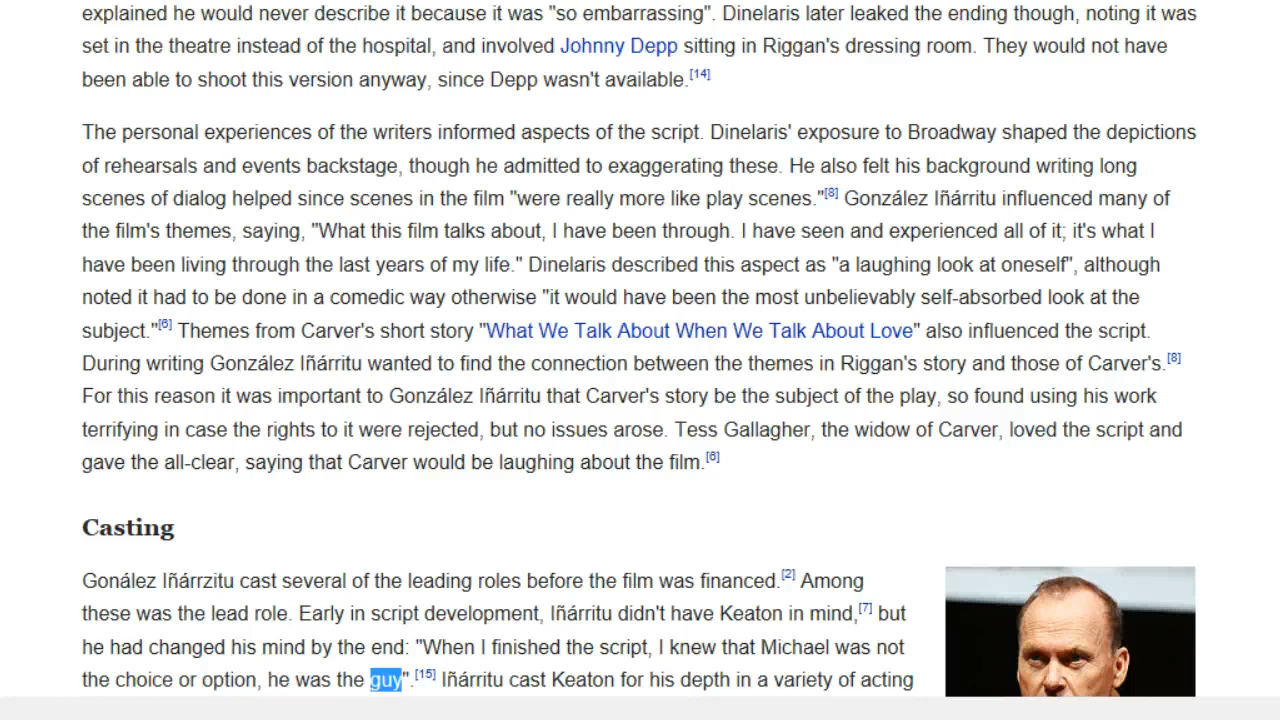 explained he would never describe it because it was "so embarrassing". Dinelaris later leaked the ending though, noting it was
set in the theatre instead of the hospital, and involved Johnny Depp sitting in Riggan's dressing room. They would not have
been able to shoot this version anyway, since Depp wasn't available.[14]
The personal experiences of the writers informed aspects of the script. Dinelaris' exposure to Broadway shaped the depictions
of rehearsals and events backstage, though he admitted to exaggerating these. He also felt his background writing long
scenes of dialog helped since scenes in the film "were really more like play scenes."[8] González Iñárritu influenced many of
the film's themes, saying, "What this film talks about, I have been through. I have seen and experienced all of it; it's what I
have been living through the last years of my life." Dinelaris described this aspect as "a laughing look at oneself", although
noted it had to be done in a comedic way otherwise "it would have been the most unbelievably self-absorbed look at the
subject."[6] Themes from Carver's short story "What We Talk About When We Talk About Love" also influenced the script.
During writing González Iñárritu wanted to find the connection between the themes in Riggan's story and those of Carver's.[8]
For this reason it was important to González Iñárritu that Carver's story be the subject of the play, so found using his work
terrifying in case the rights to it were rejected, but no issues arose. Tess Gallagher, the widow of Carver, loved the script and
gave the all-clear, saying that Carver would be laughing about the film.[6]
Casting
Gonález Iñárrzitu cast several of the leading roles before the film was financed.[2] Among
these was the lead role. Early in script development, Iñárritu didn't have Keaton in mind,[7] but
he had changed his mind by the end: "When I finished the script, I knew that Michael was not
the choice or option, he was the guy".[15] Iñárritu cast Keaton for his depth in a variety of acting